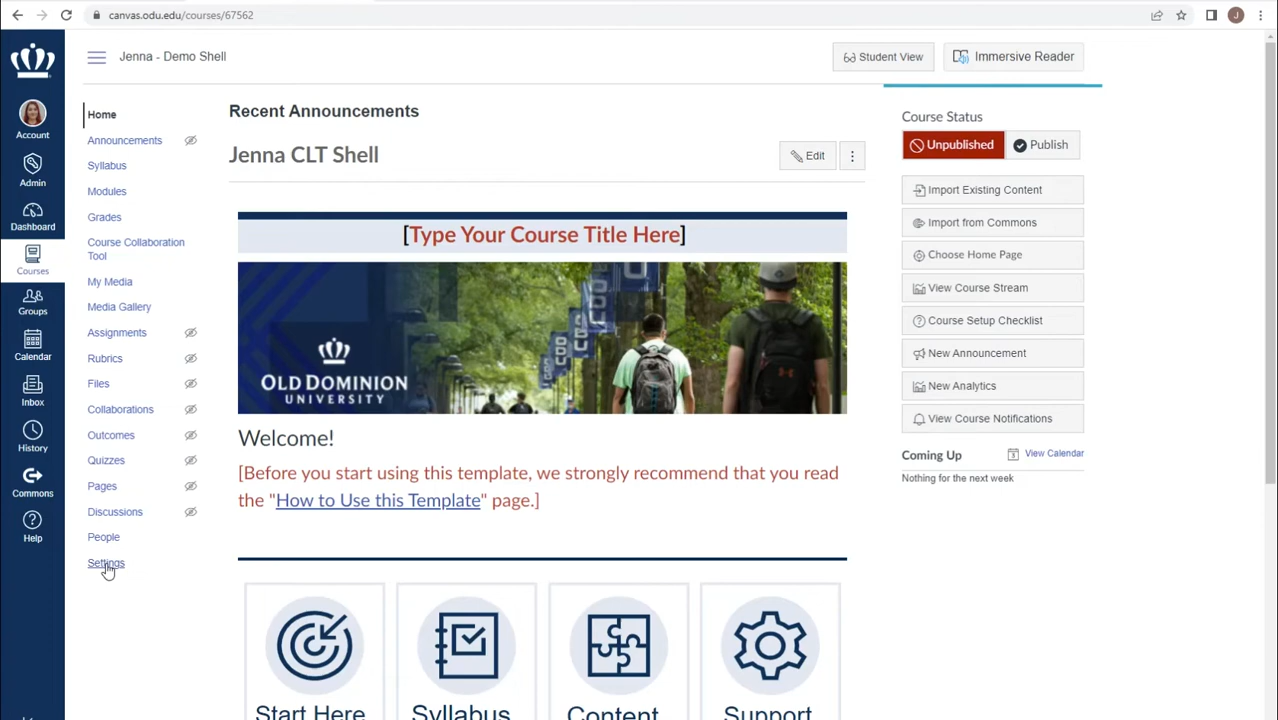 canvas.odu.edu/courses/67562
J
Jenna - Demo Shell
Student View
Immersive Reader
Account
Admin
Dashboard
Courses
Groups
Calendar
Inbox
History
Commons
Help
Home
Announcements
Syllabus
Modules
Grades
Course Collaboration
Tool
My Media
Media Gallery
Assignments
Rubrics
Files
Collaborations
Outcomes
Quizzes
Pages
Discussions
People
Settings
Recent Announcements
Jenna CLT Shell
Edit
[Type Your Course Title Here]
ODU
OLD DOMINION
UNIVERSITY
Welcome!
[Before you start using this template, we strongly recommend that you read
the "How to Use this Template" page.]
Start Here
Syllabus
Content
Support
Course Status
Unpublished
Publish
Import Existing Content
Import from Commons
Choose Home Page
View Course Stream
Course Setup Checklist
New Announcement
New Analytics
View Course Notifications
Coming Up
View Calendar
Nothing for the next week